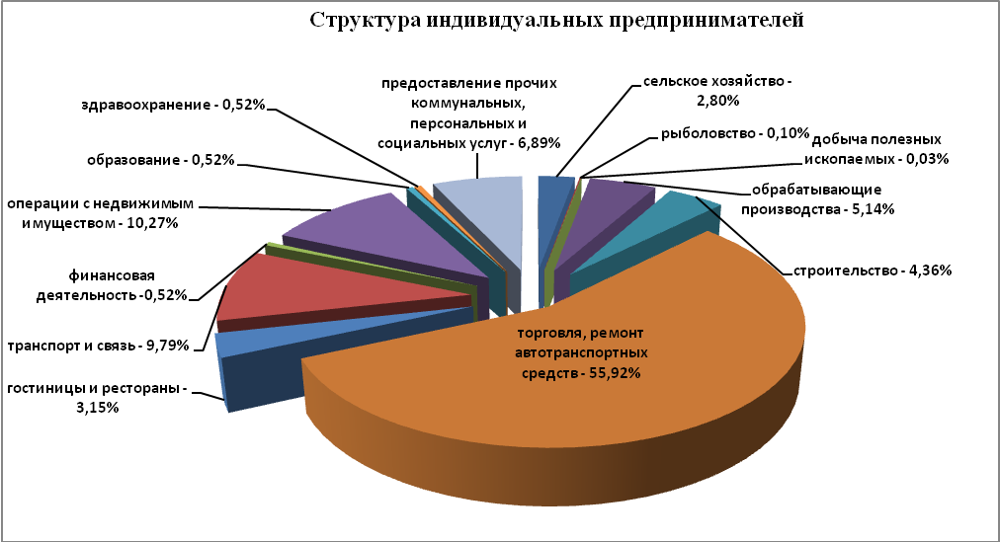 Структура индивидуальных предпринимателей
предоставление прочих
коммунальных,
персональных и
социальных услуг - 6,89%
сельское хозяйство -
2,80%
рыболовство - 0,10%
добыча полезных
ископаемых - 0,03%
обрабатывающие
производства - 5,14%
строительство - 4,36%
торговля, ремонт
автотранспортных
средств - 55,92%
гостиницы и рестораны -
3,15%
транспорт и связь - 9,79%
финансовая
деятельность -0,52%
операции с недвижимым
имуществом - 10,27%
образование - 0,52%
здравоохранение - 0,52%